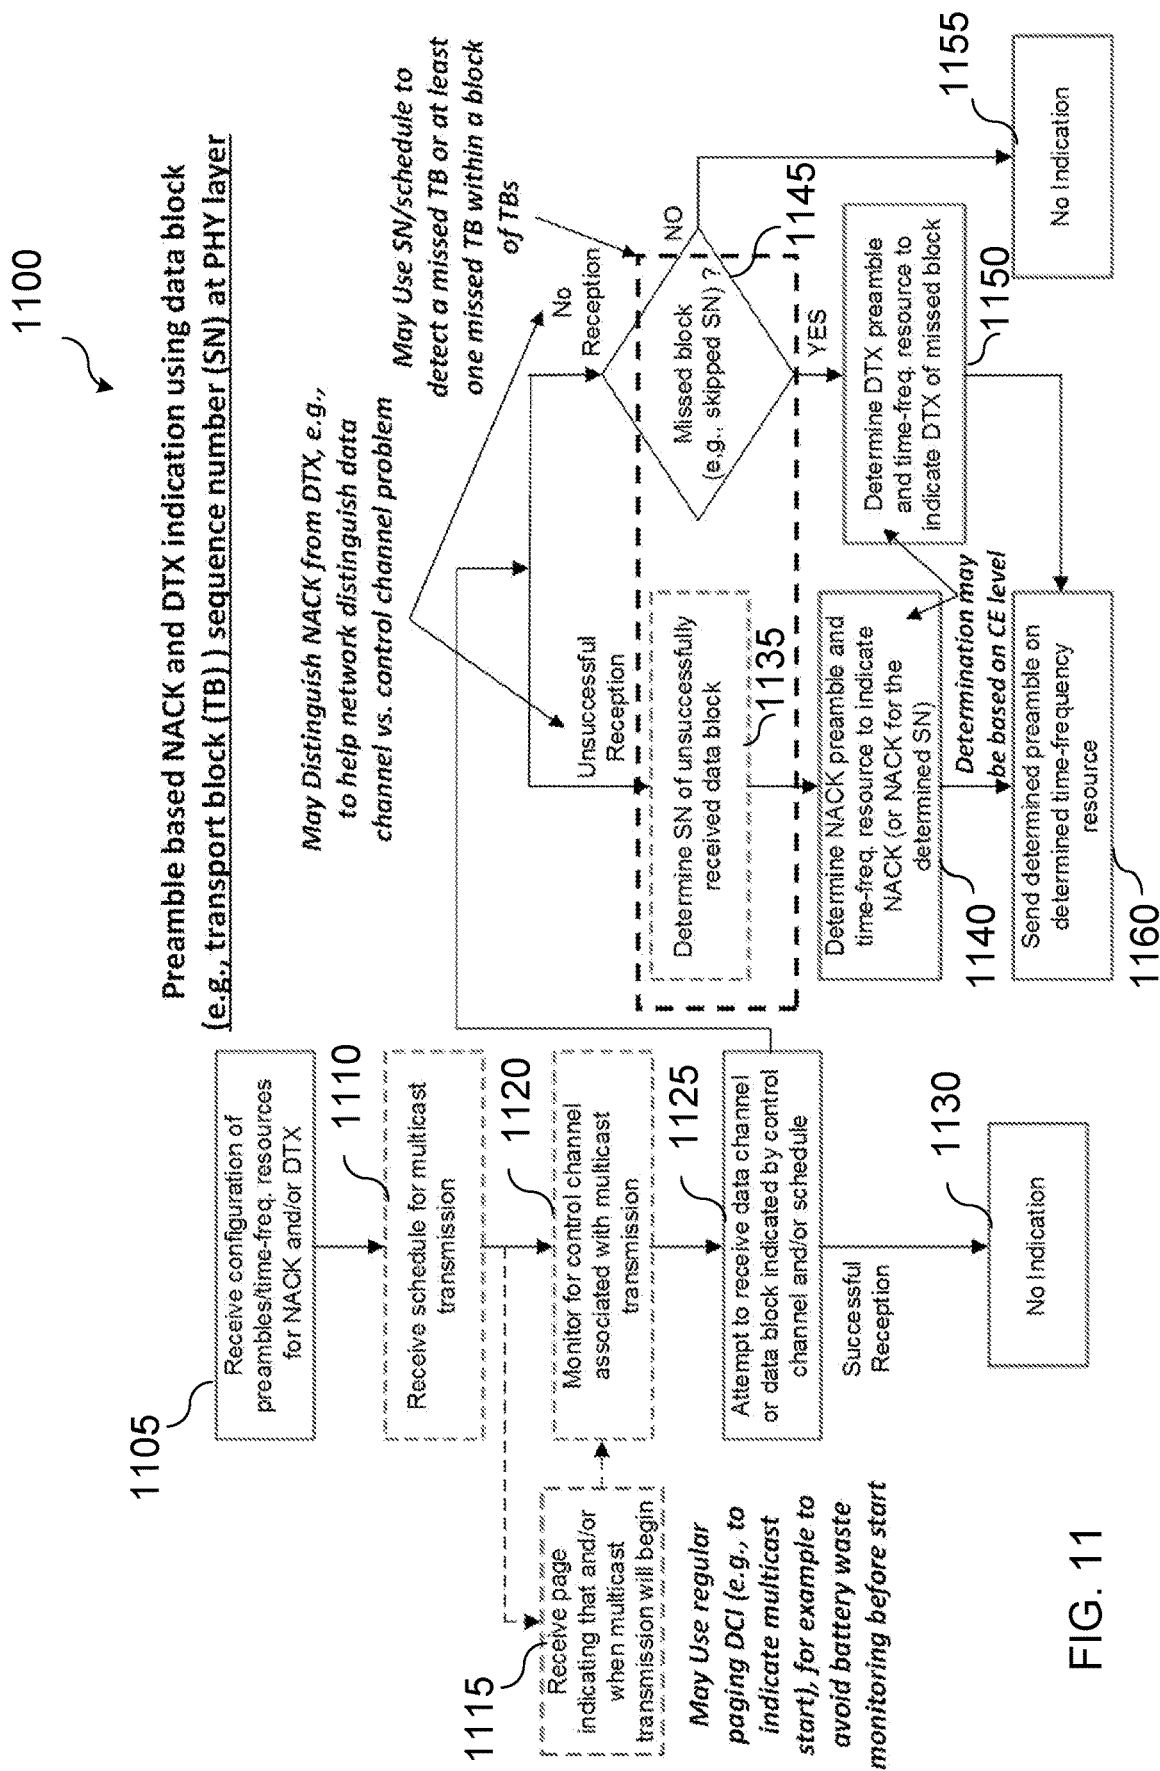 1100
Preamble based NACK and DTX indication using data block
(e.g., transport block (TB)) sequence number (SN) at PHY layer
1105
Receive configuration of
preambles/time-freq. resources
for NACK and/or DTX
1110
Receive schedule for multicast
transmission
1115
Receive page
indicating that and/or
when multicast
transmission will begin
May Use regular
paging DCI (e.g., to
indicate multicast
start), for example to
avoid battery waste
monitoring before start
1120
Monitor for control channel
associated with multicast
transmission
1125
Attempt to receive data channel
or data block indicated by control
channel and/or schedule
Successful
Reception
1130
No Indication
May Distinguish NACK from DTX, e.g.,
to help network distinguish data
channel vs. control channel problem
May Use SN/schedule to
detect a missed TB or at least
one missed TB within a block
of TBs
Unsuccessful
Reception
No
Reception
Determine SN of unsuccessfully
received data block
1135
Missed block
(e.g., skipped SN) ?
1145
NO
YES
Determine NACK preamble and
time-freq. resource to indicate
NACK (or NACK for the
determined SN)
1140
Determine DTX preamble
and time-freq. resource to
indicate DTX of missed block
1150
Determination may
be based on CE level
No Indication
1155
Send determined preamble on
determined time-frequency
resource
1160
FIG. 11